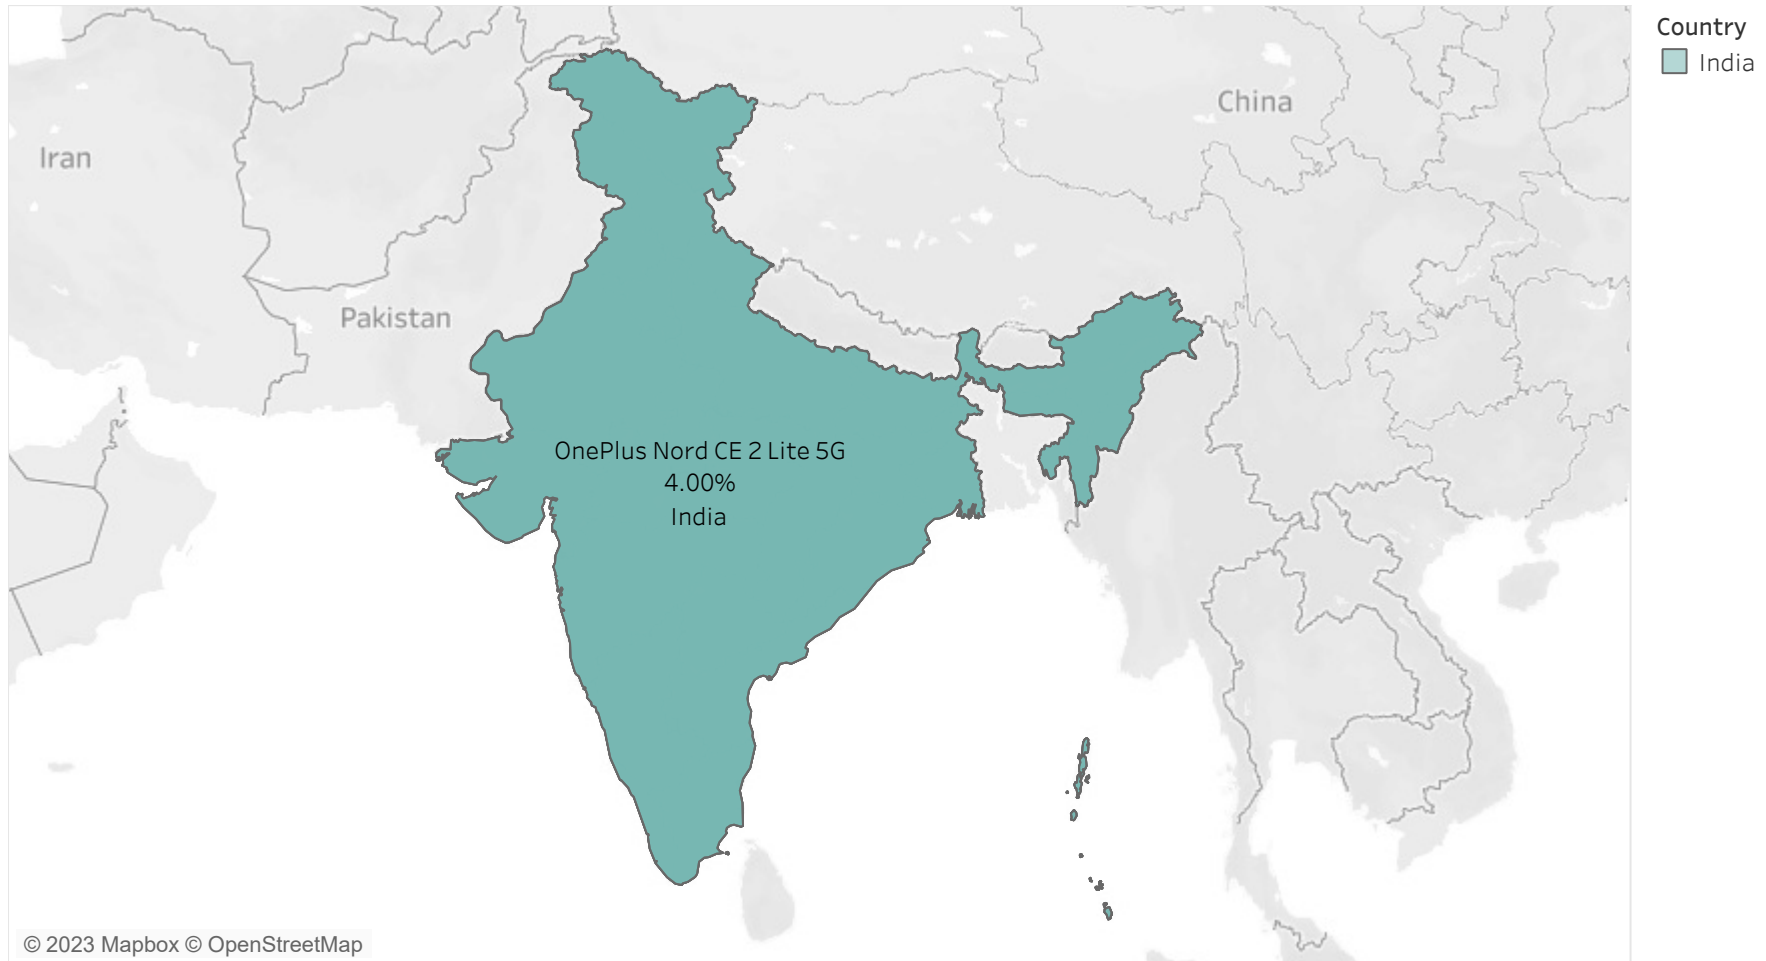 Country
India
China
Iran
Pakistan
OnePlus Nord CE 2 Lite 5G
4.00%
India
© 2023 Mapbox © OpenStreetMap